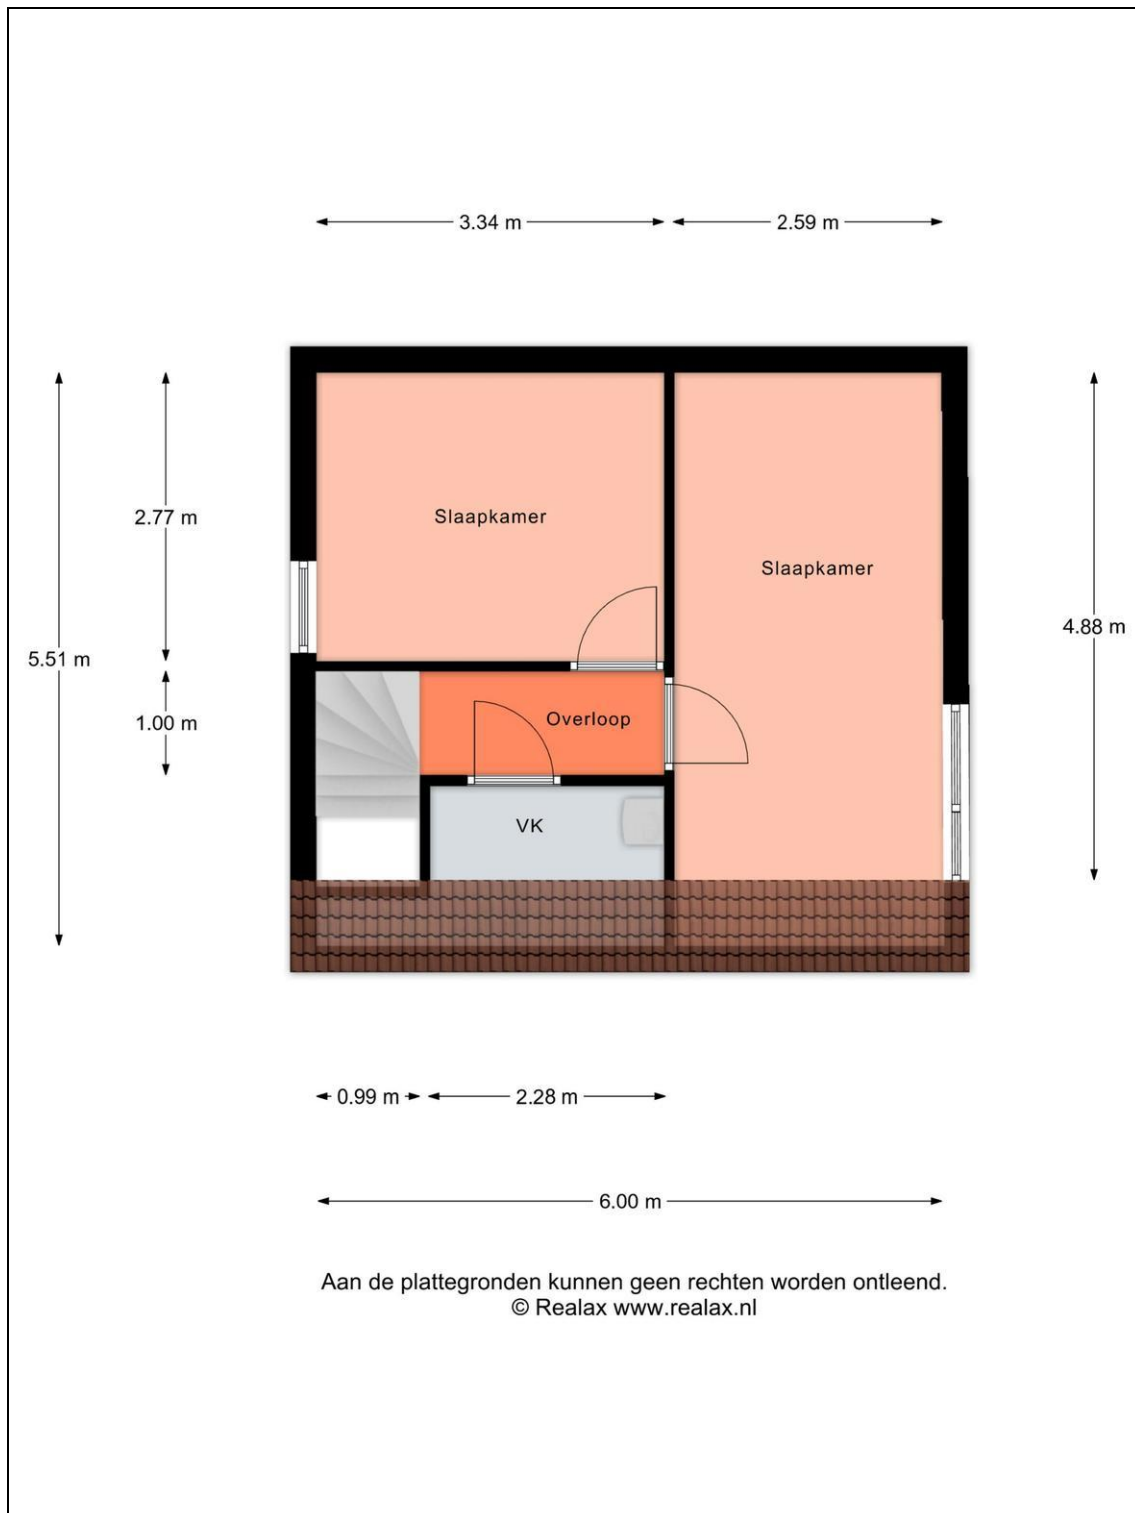 3.34 m
2.59 m
2.77 m
Slaapkamer
Slaapkamer
4.88 m
5.51 m
1.00 m
Overloop
VK
0.99 m
2.28 m
6.00 m
Aan de plattegronden kunnen geen rechten worden ontleend.
© Realax www.realax.nl